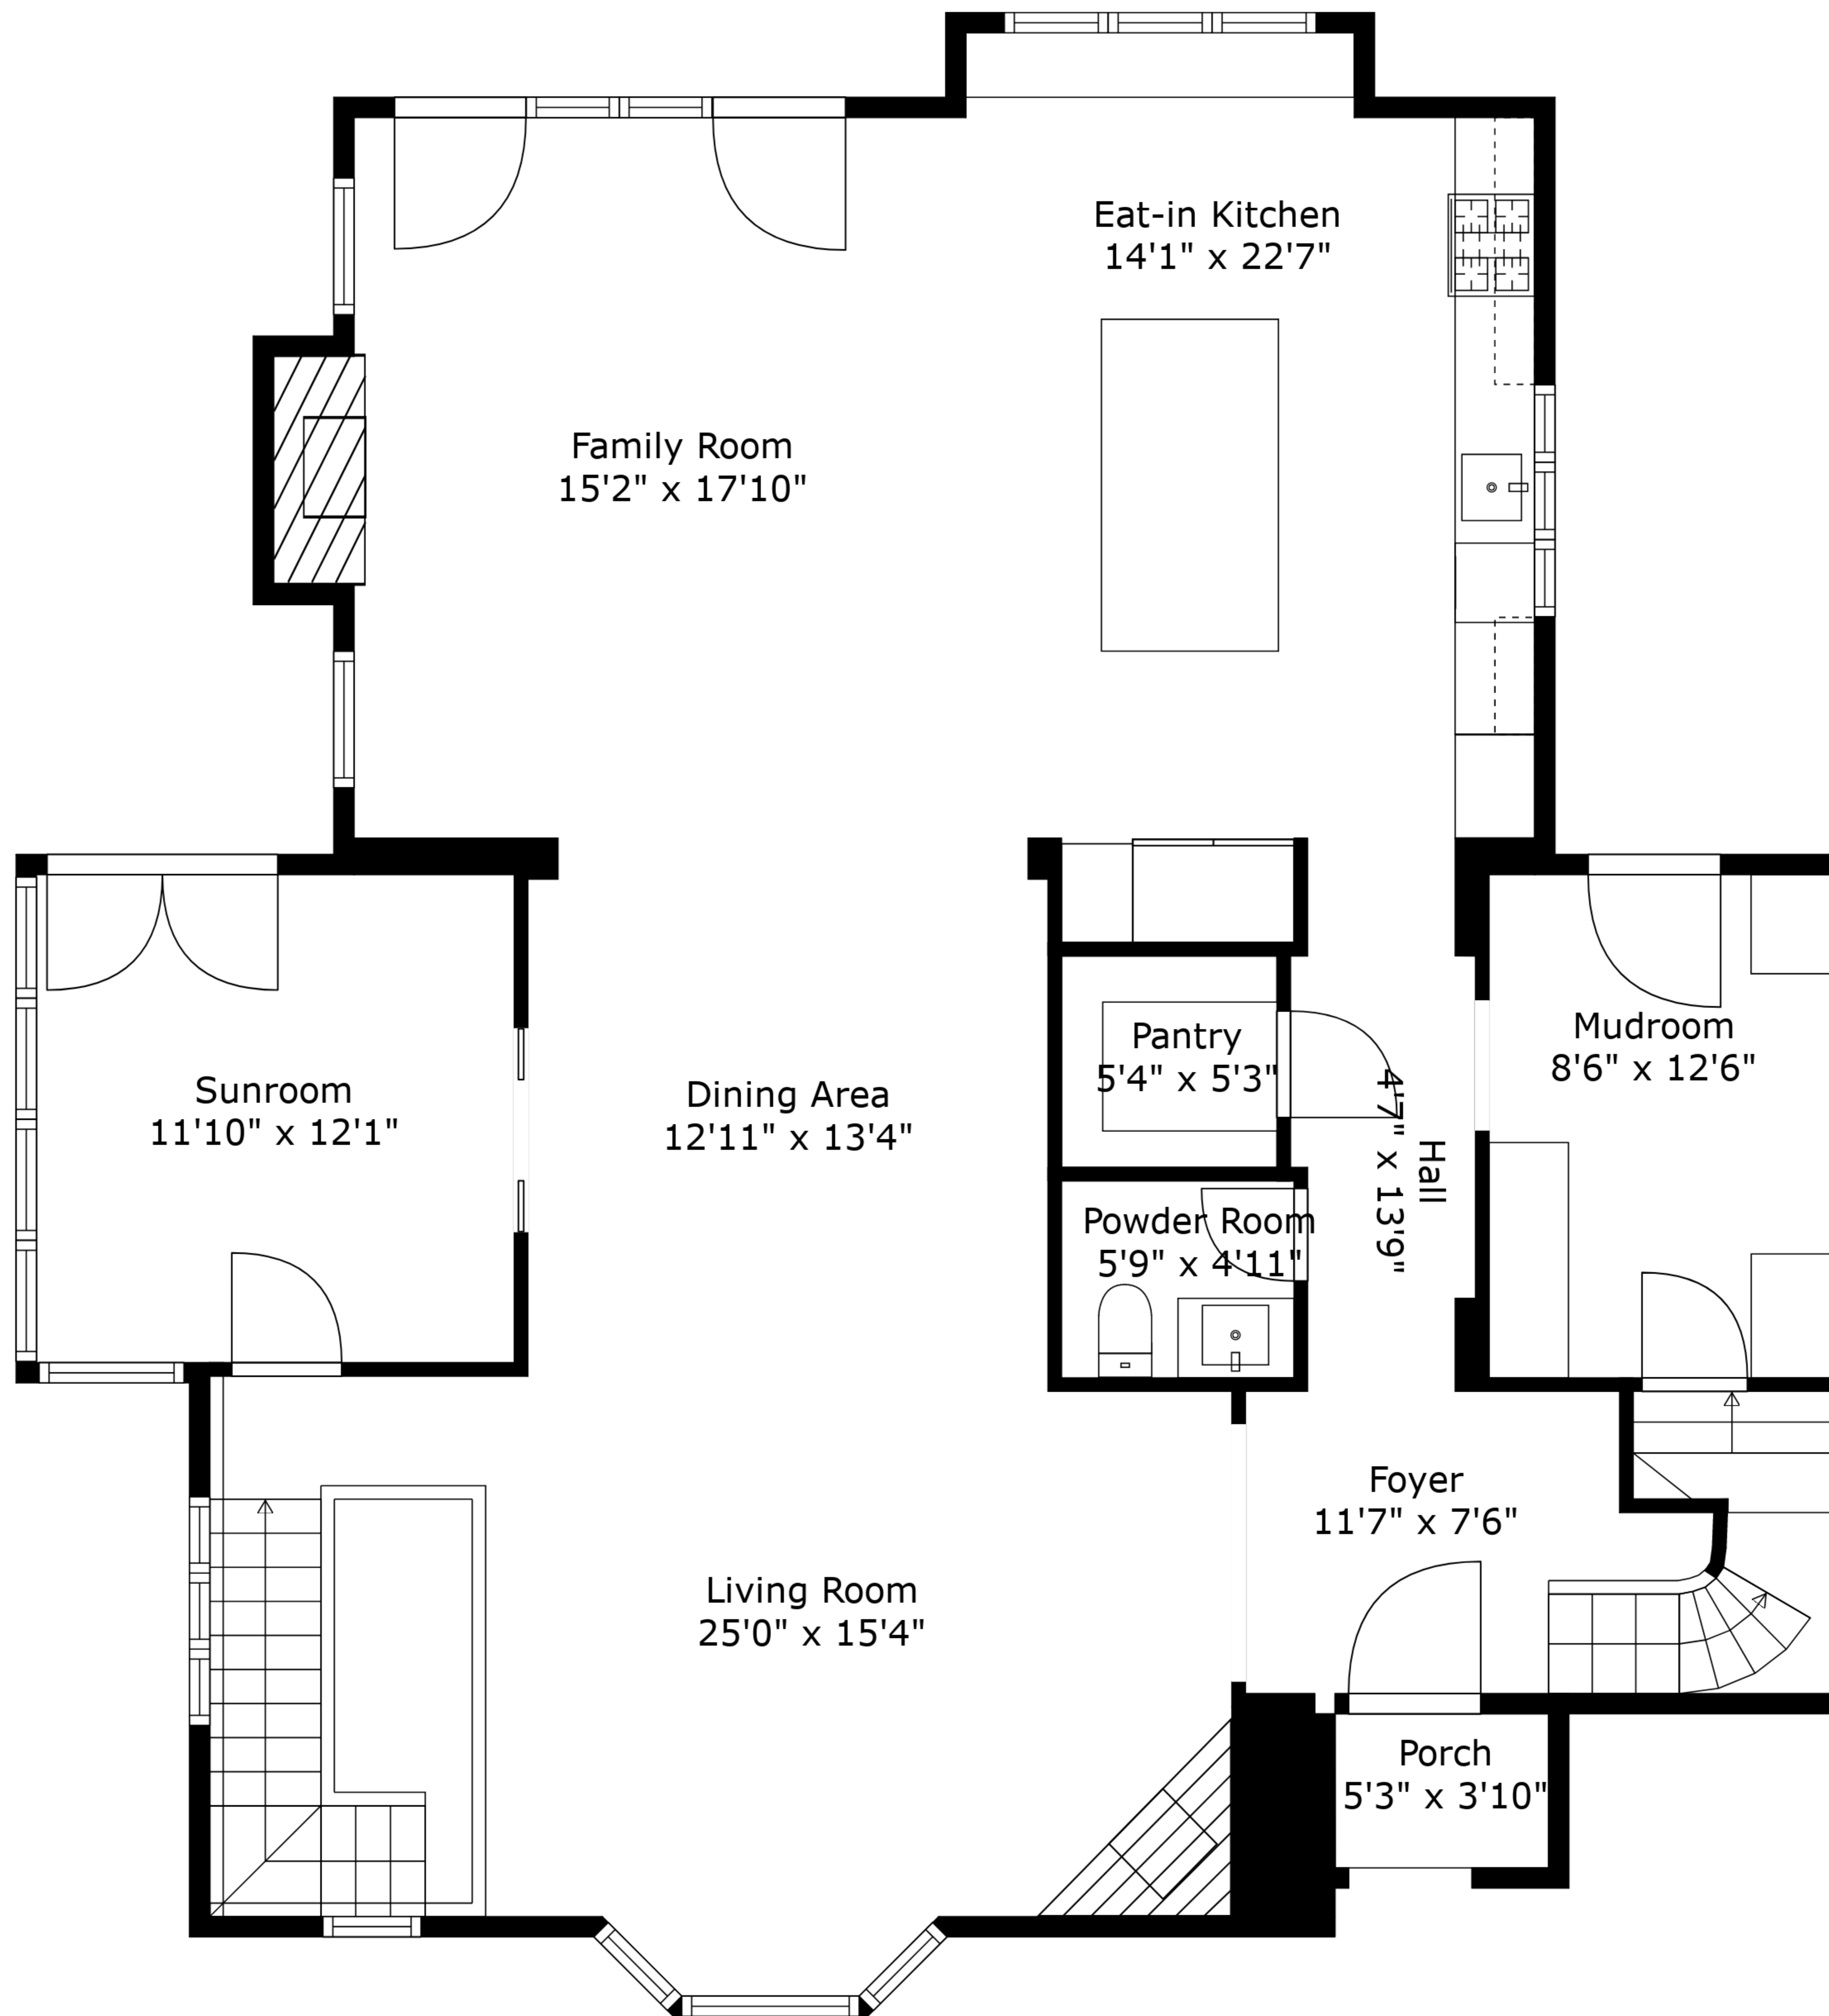 Eat-in Kitchen
14'1" x 22'7"
Family Room
15'2" x 17'10"
Pantry
5'4" x 5'3"
Mudroom
8'6" x 12'6"
Sunroom
11'10" x 12'1"
Dining Area
12'11" x 13'4"
Hall
4'7" x 13'9"
Powder Room
5'9" x 4'11"
Foyer
11'7" x 7'6"
Living Room
25'0" x 15'4"
Porch
5'3" x 3'10"